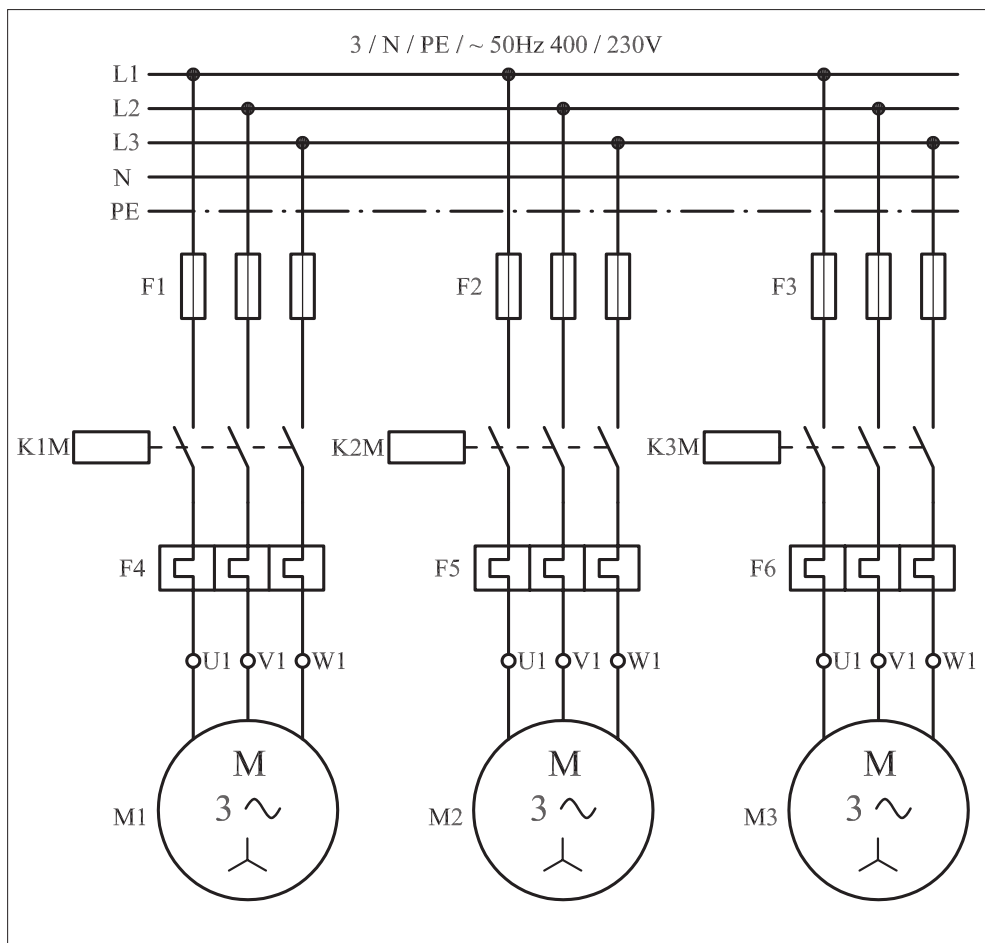 3 / N / PE / ~ 50Hz 400 / 230V
L1
L2
L3
N
PE
F1 F2 F3
K1M K2M K3M
F4 F5 F6
U1 V1 W1 U1 V1 W1 U1 V1 W1
M M M
M1 3 M2 3 M3 3